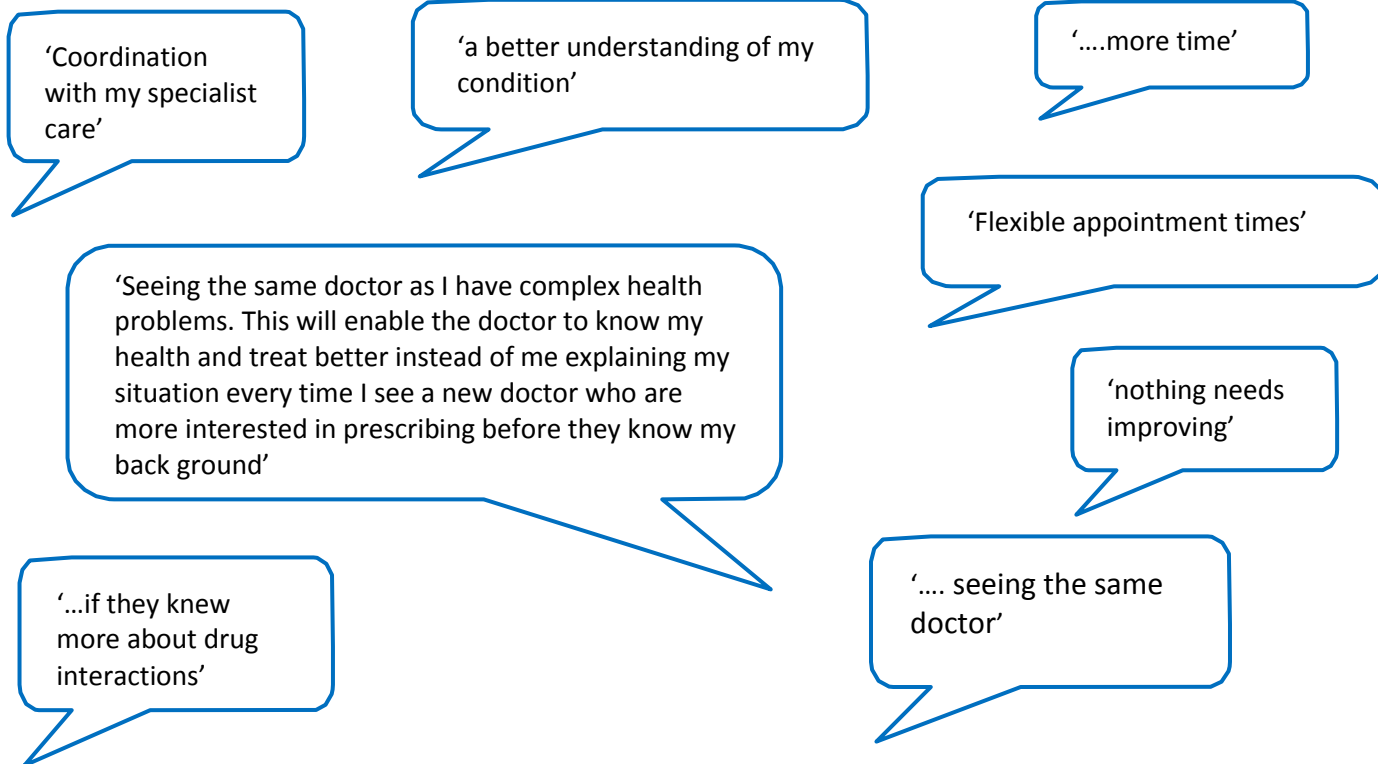 ‘Coordination
with my specialist
care’
‘a better understanding of my
condition’
‘….more time’
‘Flexible appointment times’
‘Seeing the same doctor as I have complex health
problems. This will enable the doctor to know my
health and treat better instead of me explaining my
situation every time I see a new doctor who are
more interested in prescribing before they know my
back ground’
‘nothing needs
improving’
‘…if they knew
more about drug
interactions’
‘…. seeing the same
doctor’